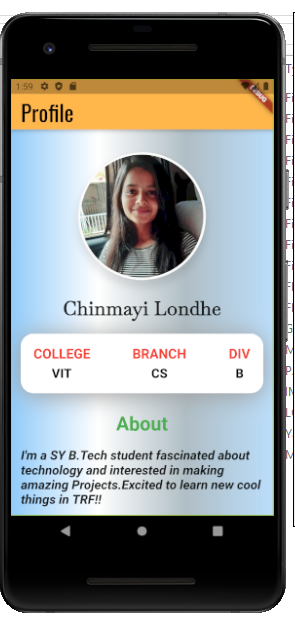 1:59
DEBUG
Profile
Chinmayi Londhe
COLLEGE BRANCH DIV
VIT CS B
About
I'm a SY B.Tech student fascinated about
technology and interested in making
amazing Projects.Excited to learn new cool
things in TRF!!